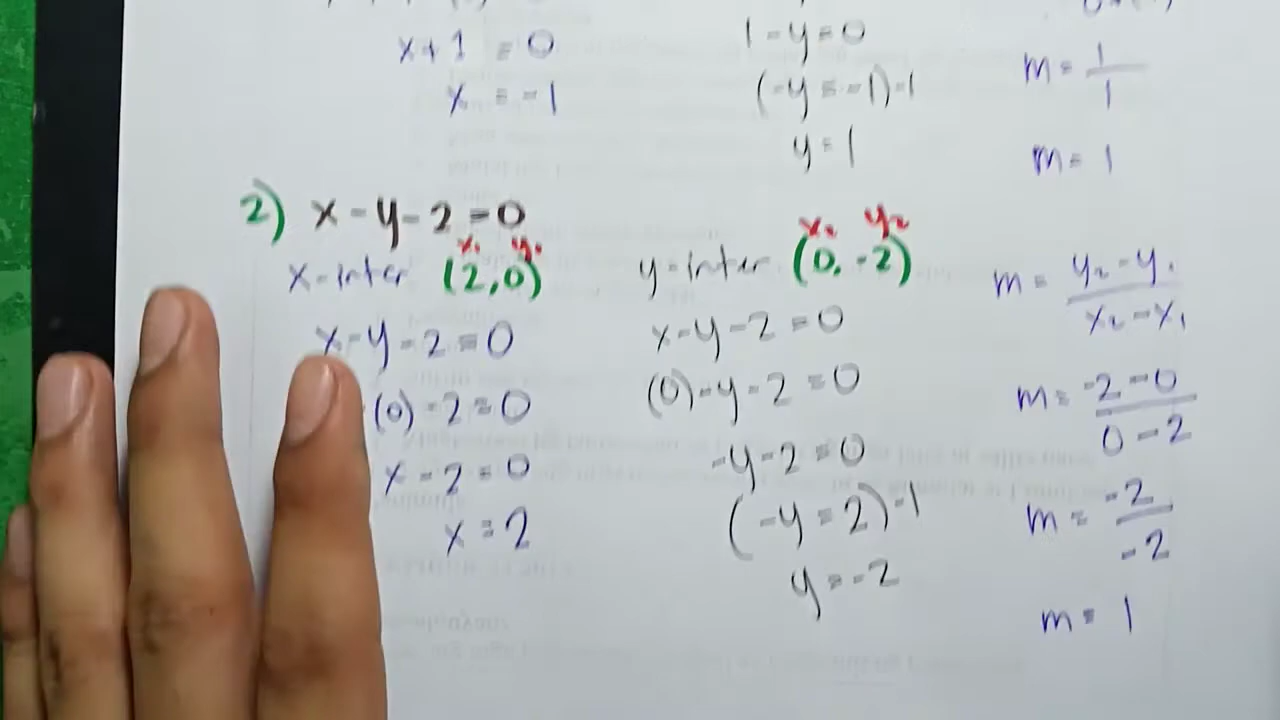 x+1 = 0
x = -1
1-y=0
(-y = -1)-1
y=1
m= 1/1
m= 1
2) x-y-2=0
x-inter (2,0)
x₁ y₁
x-y-2=0
(0)-2=0
x-2=0
x=2
x₂ y₂
y-inter (0,-2)
x-y-2=0
(0)-y-2=0
-y-2=0
(-y=2)-1
y=-2
m= y₂-y₁
x₂-x₁
m= -2-0
0-2
m= -2
-2
m= 1